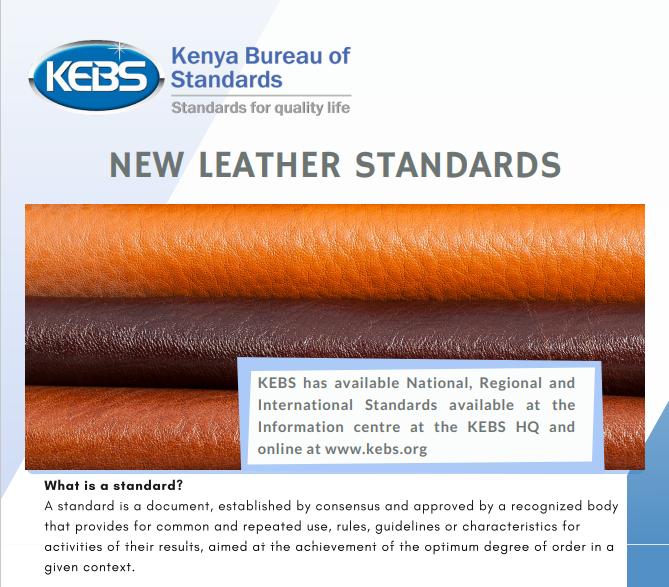 KEBS
Kenya Bureau of
Standards
Standards for quality life
NEW LEATHER STANDARDS
KEBS has available National, Regional and
International Standards available at the
Information centre at the KEBS HQ and
online at www.kebs.org
What is a standard?
A standard is a document, established by consensus and approved by a recognized body
that provides for common and repeated use, rules, guidelines or characteristics for
activities of their results, aimed at the achievement of the optimum degree of order in a
given context.